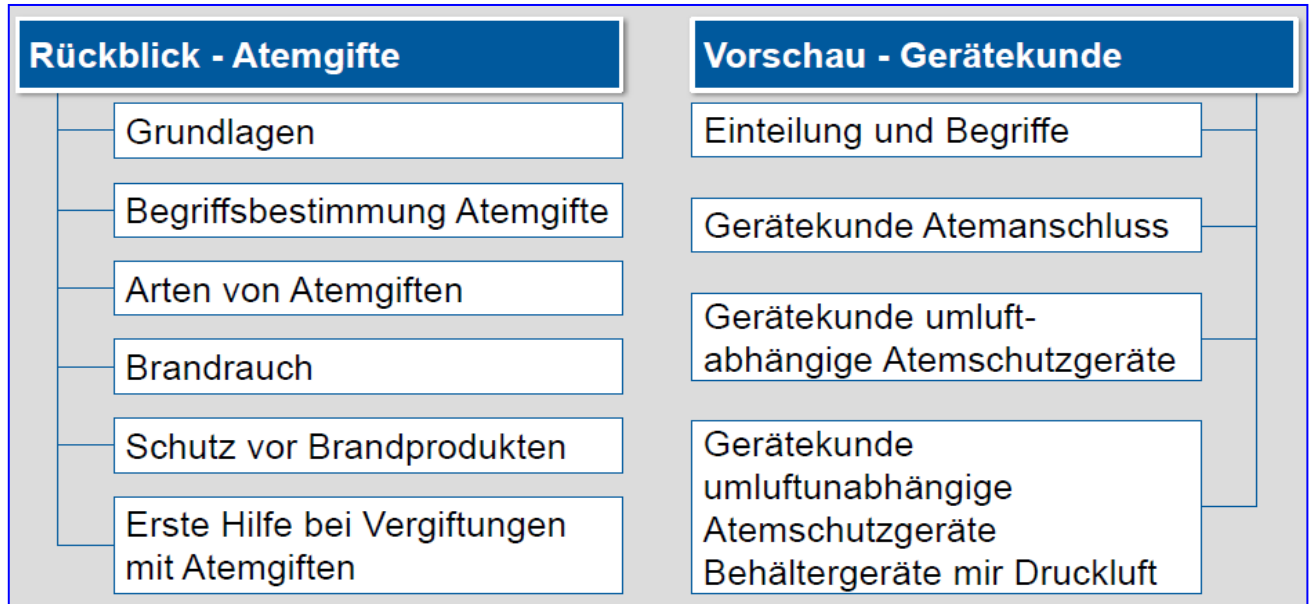 Rückblick - Atemgifte
Grundlagen
Begriffsbestimmung Atemgifte
Arten von Atemgiften
Brandrauch
Schutz vor Brandprodukten
Erste Hilfe bei Vergiftungen
mit Atemgiften
Vorschau - Gerätekunde
Einteilung und Begriffe
Gerätekunde Atemanschluss
Gerätekunde umluft-
abhängige Atemschutzgeräte
Gerätekunde
umluftunabhängige
Atemschutzgeräte
Behältergeräte mir Druckluft